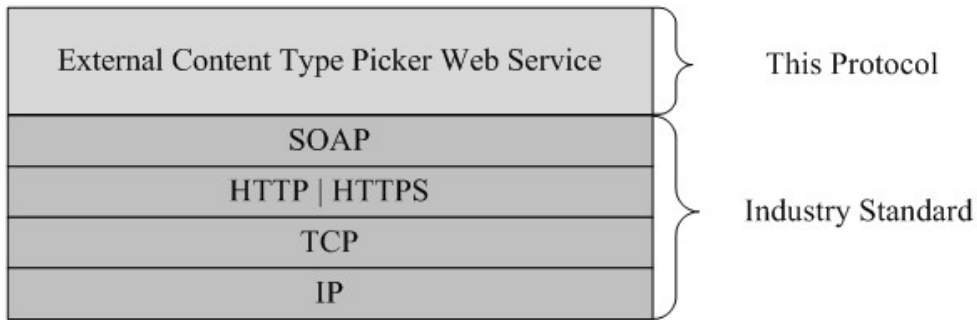 External Content Type Picker Web Service
This Protocol
SOAP
HTTP | HTTPS
Industry Standard
TCP
IP